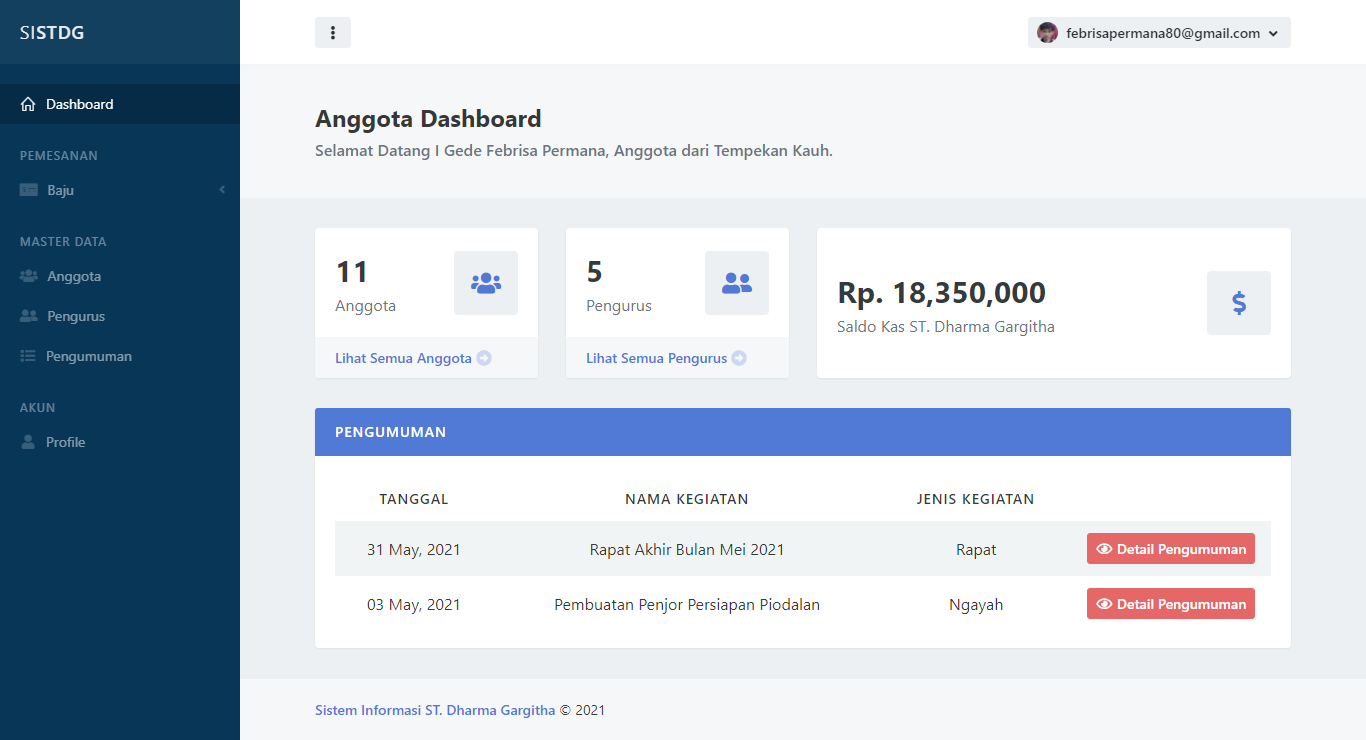 SISTDG
febrisapermana80@gmail.com
Dashboard
PEMESANAN
Baju
MASTER DATA
Anggota
Pengurus
Pengumuman
AKUN
Profile
Anggota Dashboard
Selamat Datang I Gede Febrisa Permana, Anggota dari Tempekan Kauh.
11
Anggota
Lihat Semua Anggota
5
Pengurus
Lihat Semua Pengurus
Rp. 18,350,000
Saldo Kas ST. Dharma Gargitha
$
PENGUMUMAN
TANGGAL NAMA KEGIATAN JENIS KEGIATAN
31 May, 2021 Rapat Akhir Bulan Mei 2021 Rapat Detail Pengumuman
03 May, 2021 Pembuatan Penjor Persiapan Piodalan Ngayah Detail Pengumuman
Sistem Informasi ST. Dharma Gargitha © 2021